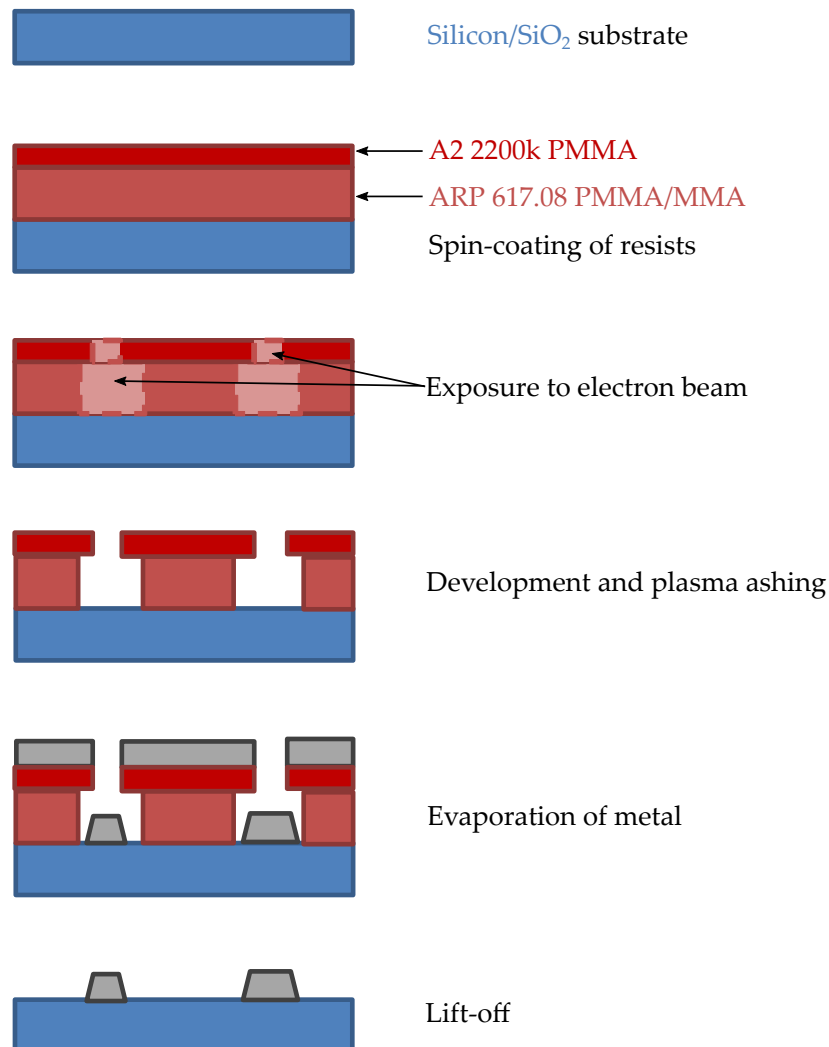 Silicon/SiO₂ substrate
A2 2200k PMMA
ARP 617.08 PMMA/MMA
Spin-coating of resists
Exposure to electron beam
Development and plasma ashing
Evaporation of metal
Lift-off